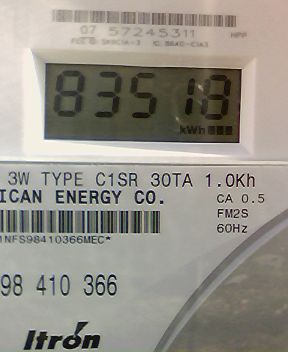 07 57245311 HPP
83518
kWh
3W TYPE C1SR 30TA 1.0Kh
ICAN ENERGY CO. CA 0.5
FM2S
60Hz
1NFS98410366MEC*
98 410 366
Itron